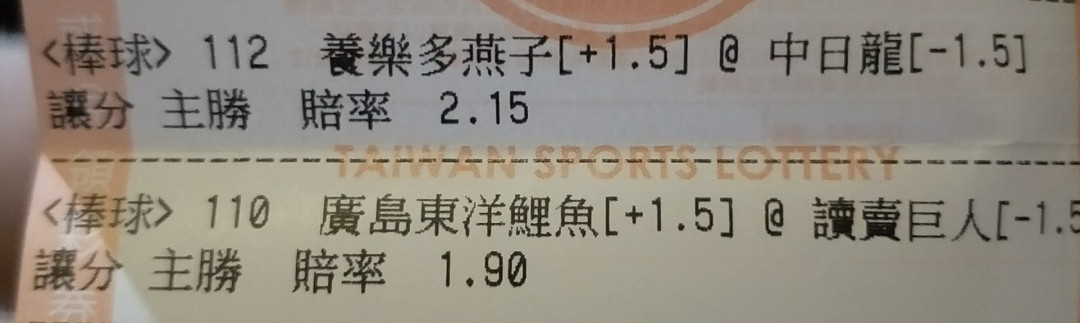 <棒球> 112 養樂多燕子[+1.5] @ 中日龍[-1.5]
讓分 主勝 賠率 2.15
TAIWAN SPORTS LOTTERY
<棒球> 110 廣島東洋鯉魚[+1.5] @ 讀賣巨人[-1.5
讓分 主勝 賠率 1.90